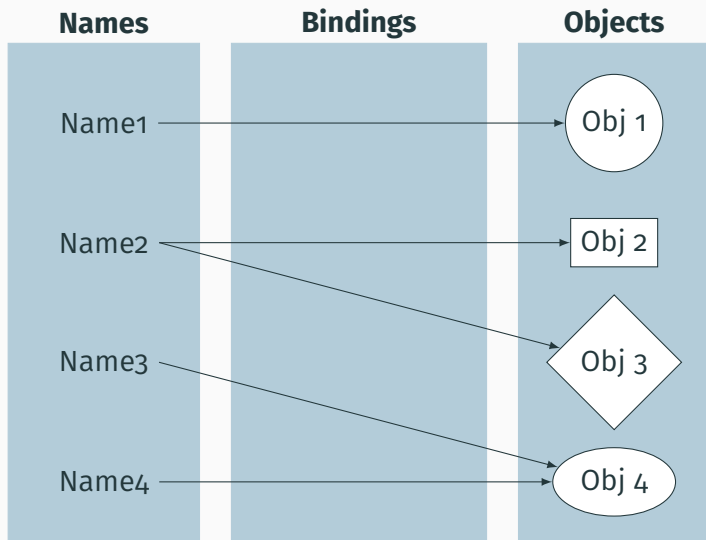 Names Bindings Objects
Name1 Obj 1
Name2 Obj 2
Name3 Obj 3
Name4 Obj 4